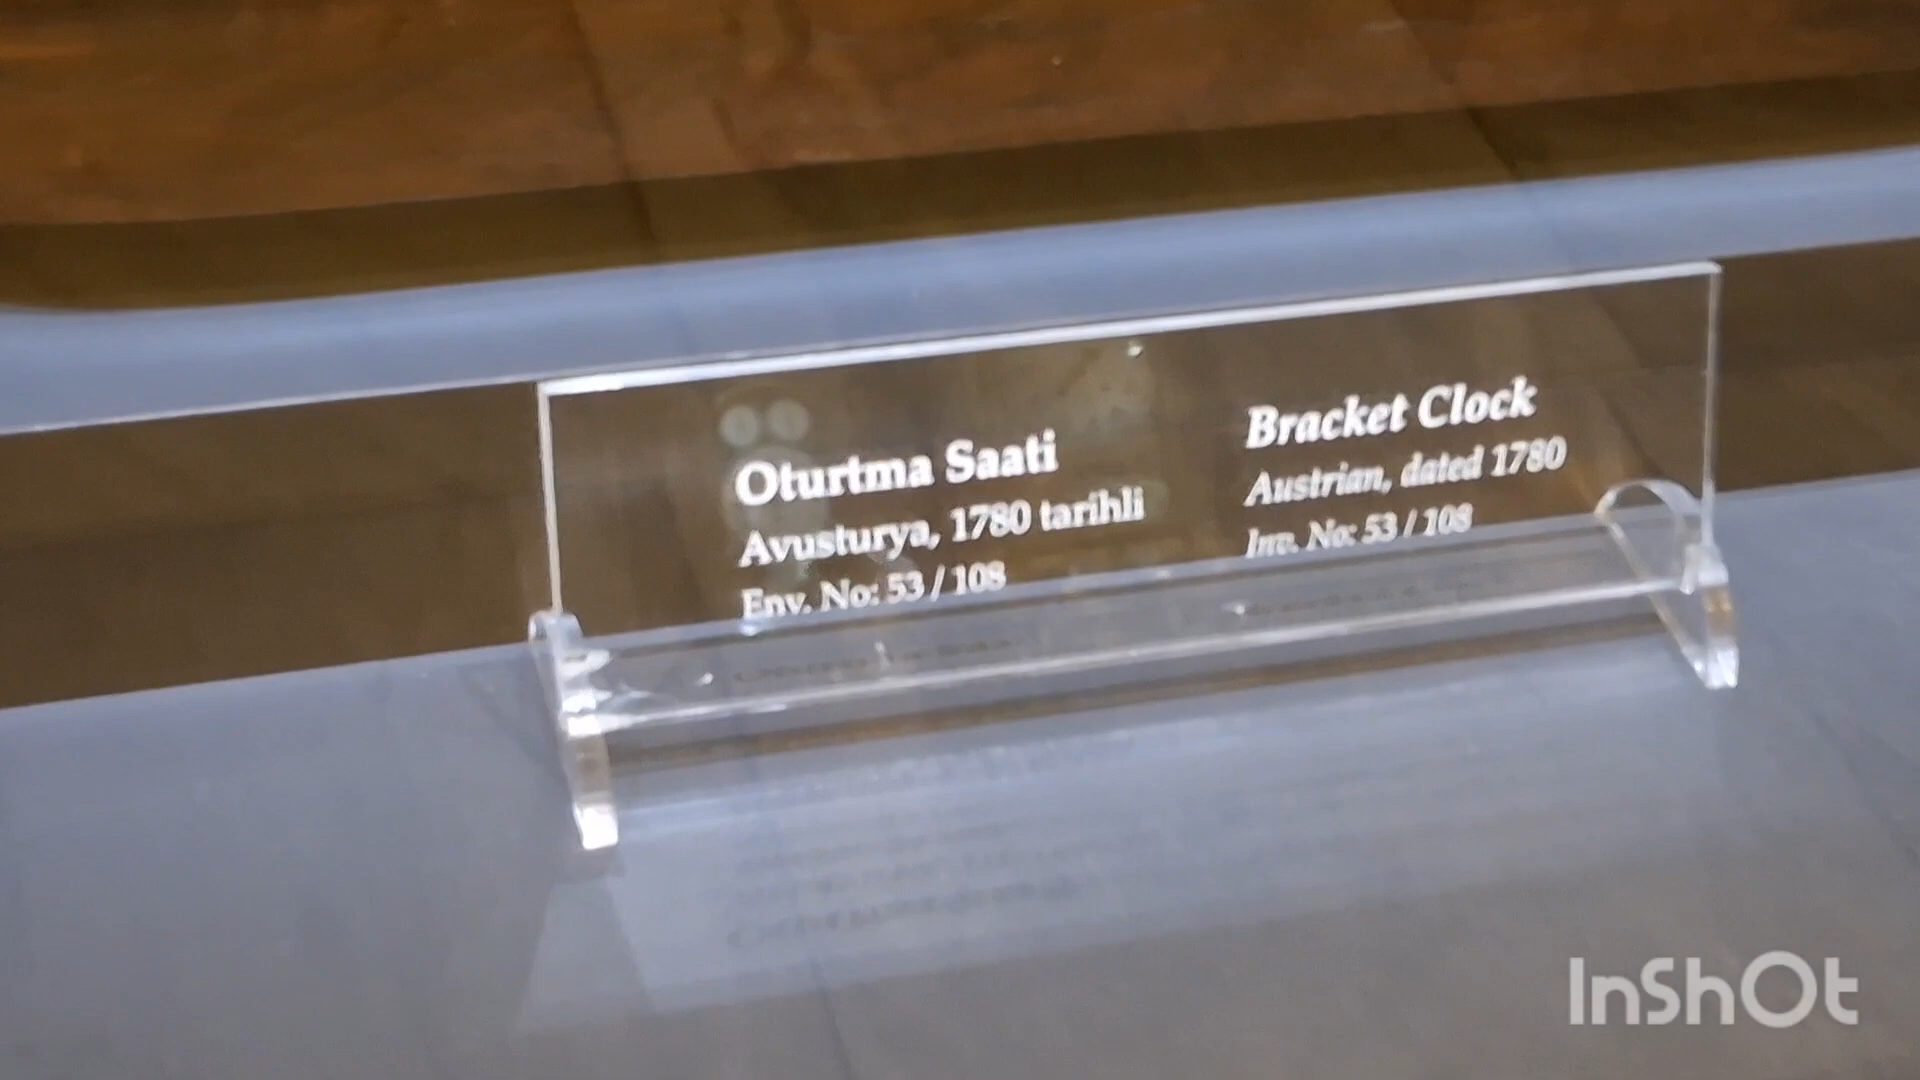 Oturtma Saati
Avusturya, 1780 tarihli
Env. No: 53 / 108
Bracket Clock
Austrian, dated 1780
Inv. No: 53 / 108
InShOt